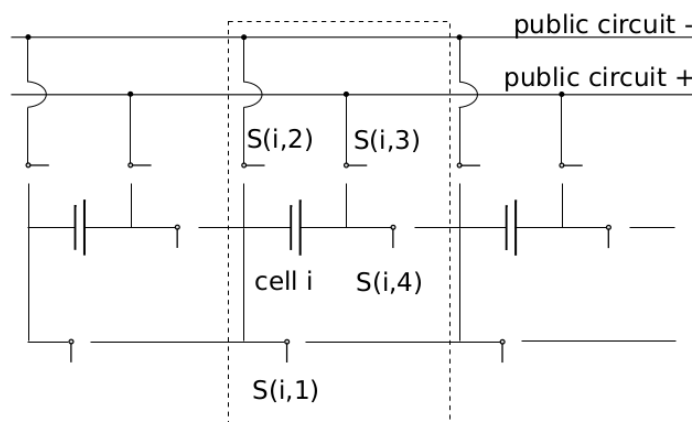 public circuit -
public circuit +
S(i,2) S(i,3)
cell i S(i,4)
S(i,1)